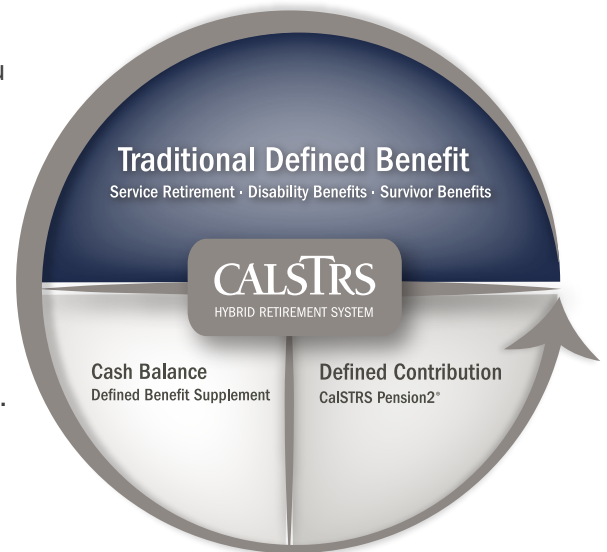 Traditional Defined Benefit
Service Retirement · Disability Benefits · Survivor Benefits
CALSTRS
HYBRID RETIREMENT SYSTEM
Cash Balance
Defined Benefit Supplement
Defined Contribution
CalSTRS Pension2®